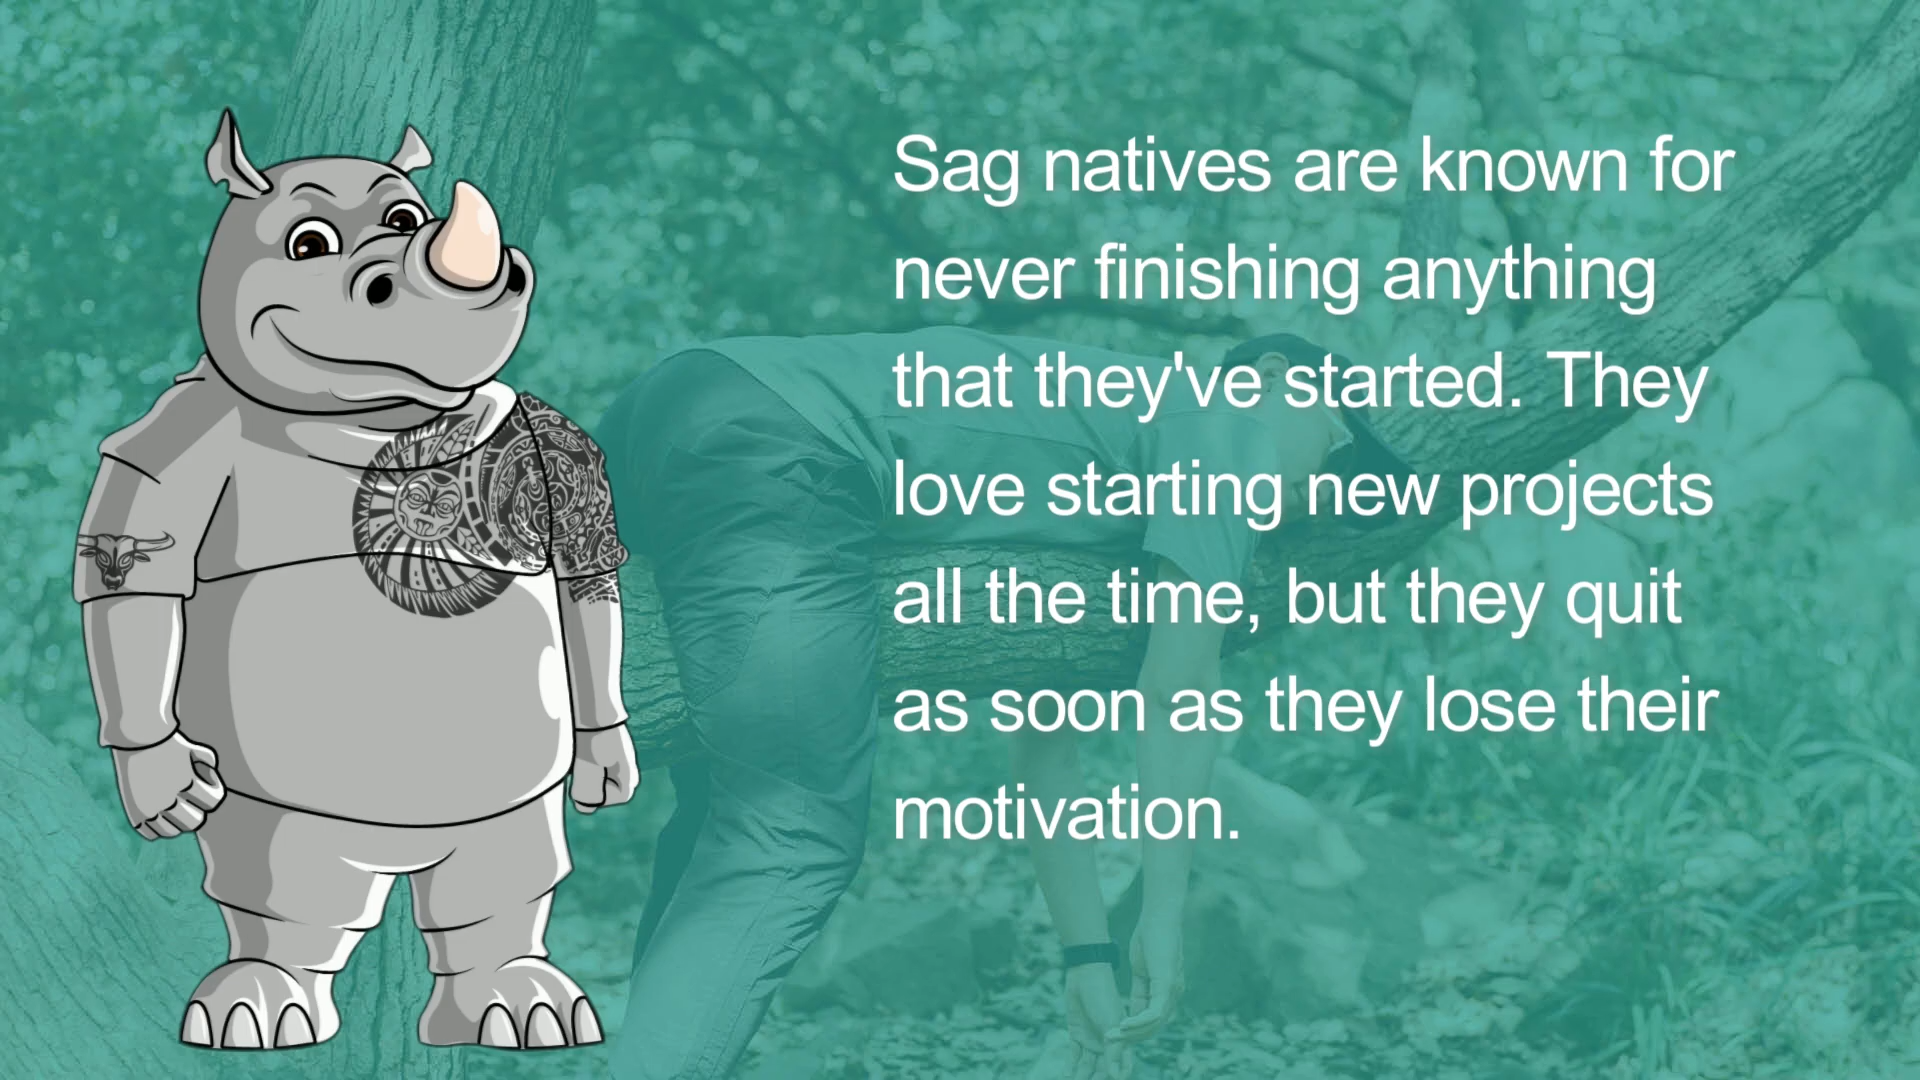 Sag natives are known for
never finishing anything
that they've started. They
love starting new projects
all the time, but they quit
as soon as they lose their
motivation.